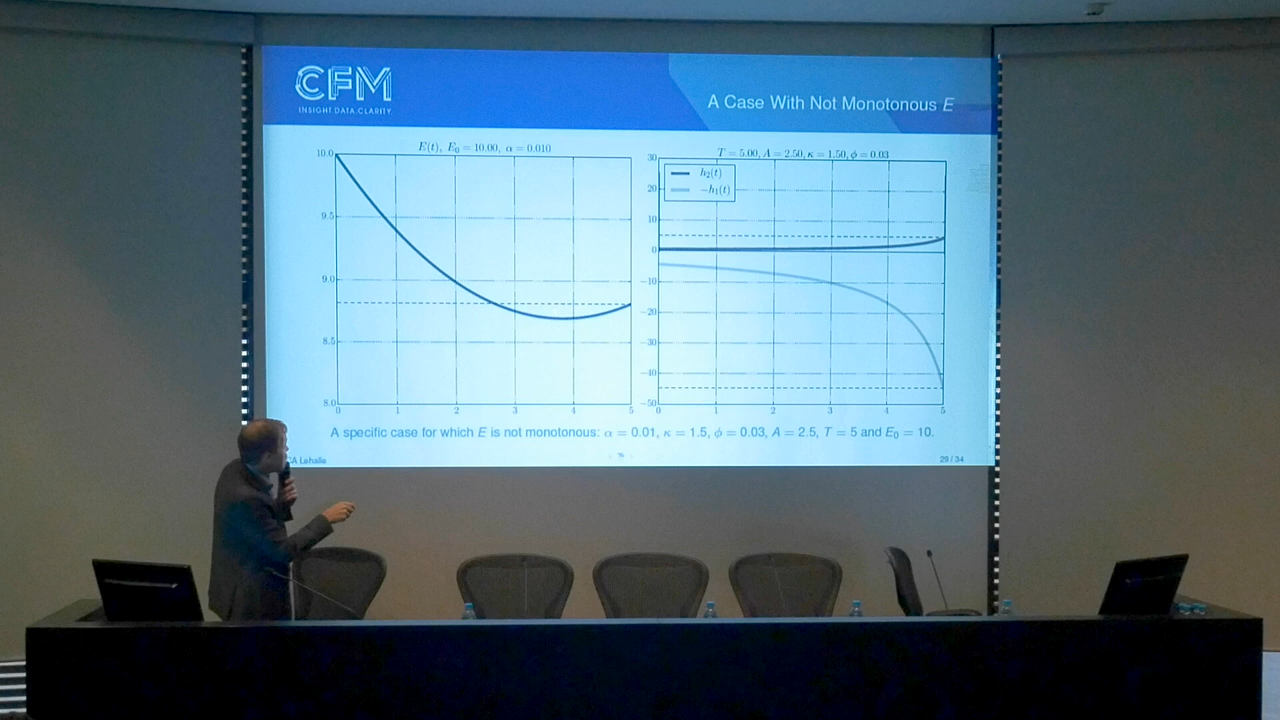 CFM
INSIGHT.DATA.CLARITY.
A Case With Not Monotonous E
E(t), E₀ = 10.00, α = 0.010
10.0
9.5
9.0
8.5
8.0
0 1 2 3 4 5
T = 5.00, A = 2.50, κ = 1.50, ϕ = 0.03
h₂(t)
−h₁(t)
30
20
10
0
−10
−20
−30
−40
−50
0 1 2 3 4 5
A specific case for which E is not monotonous: α = 0.01, κ = 1.5, ϕ = 0.03, A = 2.5, T = 5 and E₀ = 10.
CA Lehalle
29 / 34